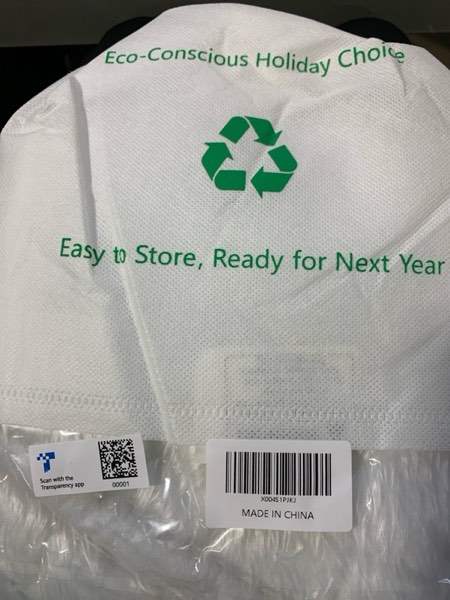 Eco-Conscious Holiday Choice
Easy to Store, Ready for Next Year
Scan with the
Transparency app
00001
X00451PJKJ
MADE IN CHINA